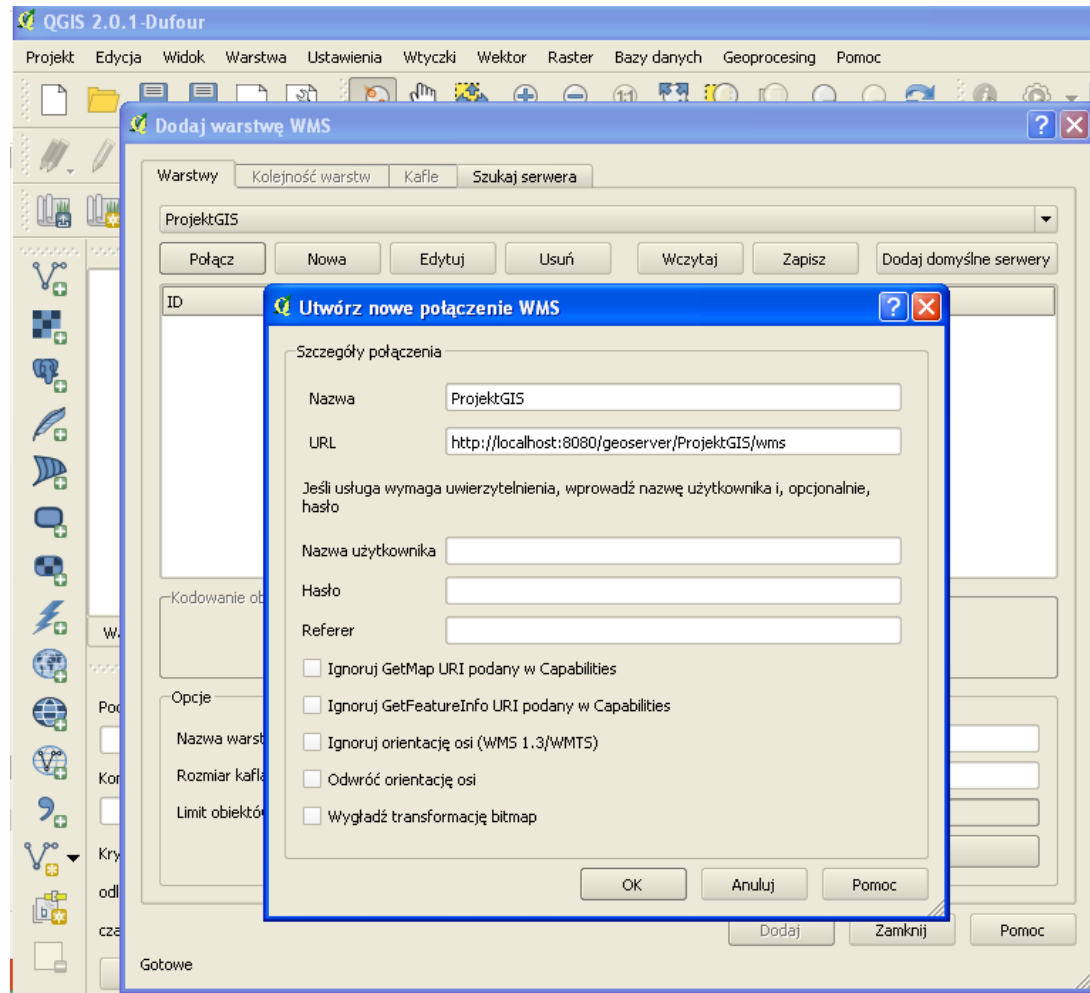 QGIS 2.0.1-Dufour
Projekt Edycja Widok Warstwa Ustawienia Wtyczki Wektor Raster Bazy danych Geoprocesing Pomoc
Dodaj warstwę WMS
Warstwy Kolejność warstw Kafle Szukaj serwera
ProjektGIS
Połącz Nowa Edytuj Usuń Wczytaj Zapisz Dodaj domyślne serwery
ID
Utwórz nowe połączenie WMS
Szczegóły połączenia
Nazwa ProjektGIS
URL http://localhost:8080/geoserver/ProjektGIS/wms
Jeśli usługa wymaga uwierzytelnienia, wprowadź nazwę użytkownika i, opcjonalnie,
hasło
Nazwa użytkownika
Hasło
Referer
Kodowanie ob
Ignoruj GetMap URI podany w Capabilities
Opcje
Ignoruj GetFeatureInfo URI podany w Capabilities
Nazwa warst
Ignoruj orientację osi (WMS 1.3/WMTS)
Rozmiar kafla
Odwróć orientację osi
Limit obiektó
Wygładź transformację bitmap
Kry
odl
OK Anuluj Pomoc
cza
Dodaj Zamknij Pomoc
Gotowe